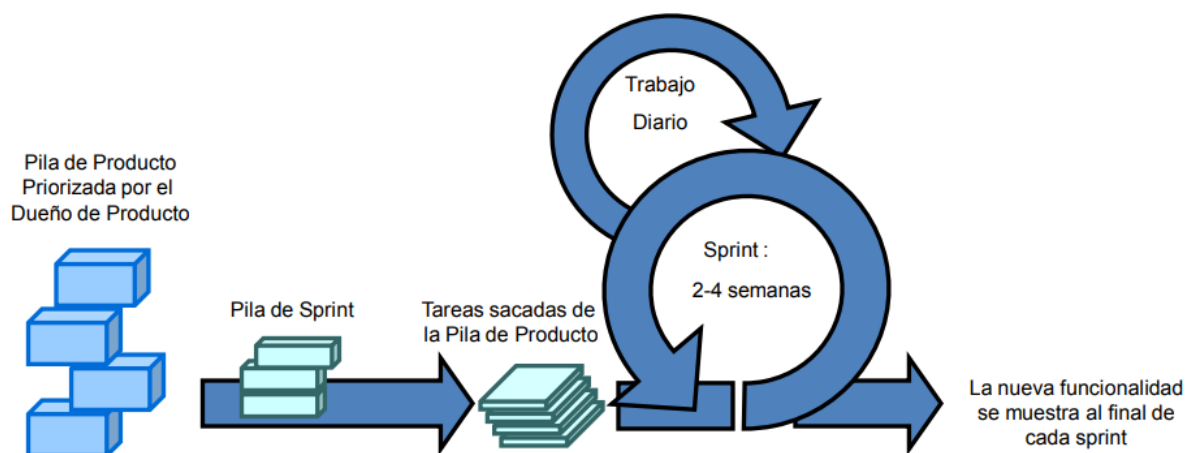 Pila de Producto
Priorizada por el
Dueño de Producto
Pila de Sprint
Tareas sacadas de
la Pila de Producto
Trabajo
Diario
Sprint :
2-4 semanas
La nueva funcionalidad
se muestra al final de
cada sprint